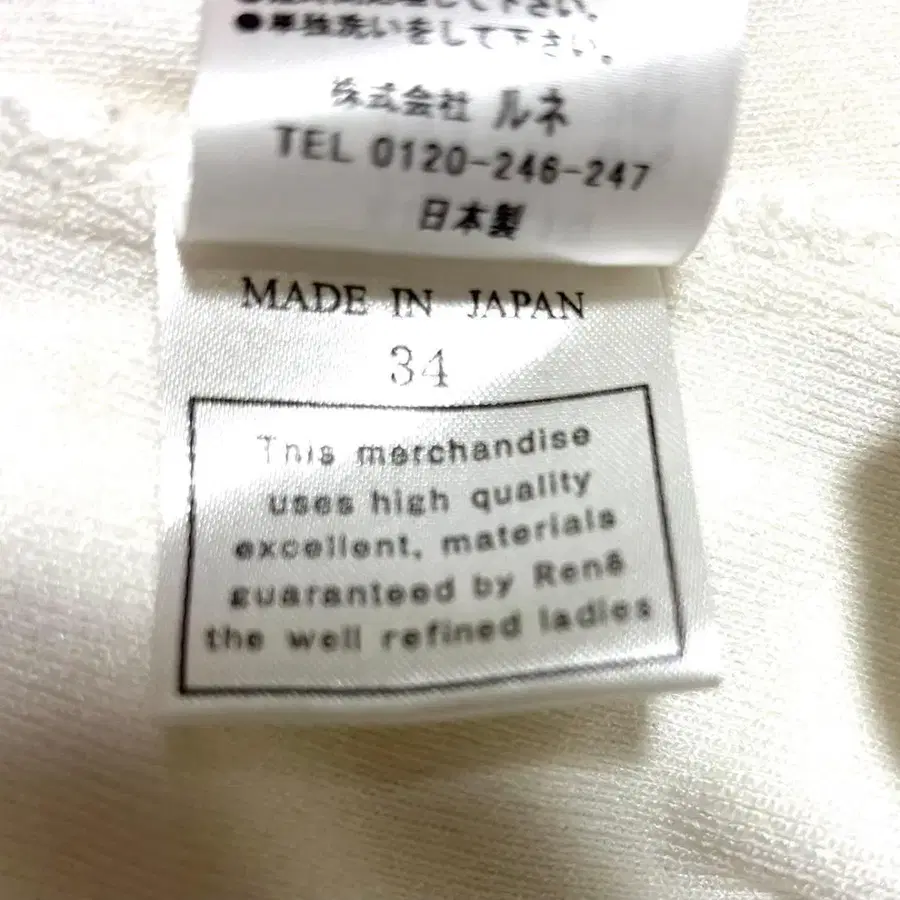 ●単独洗いをして下さい。
株式会社 ルネ
TEL 0120-246-247
日本製
MADE IN JAPAN
34
This merchandise
uses high quality
excellent, materials
guaranteed by Renē
the well refined ladies